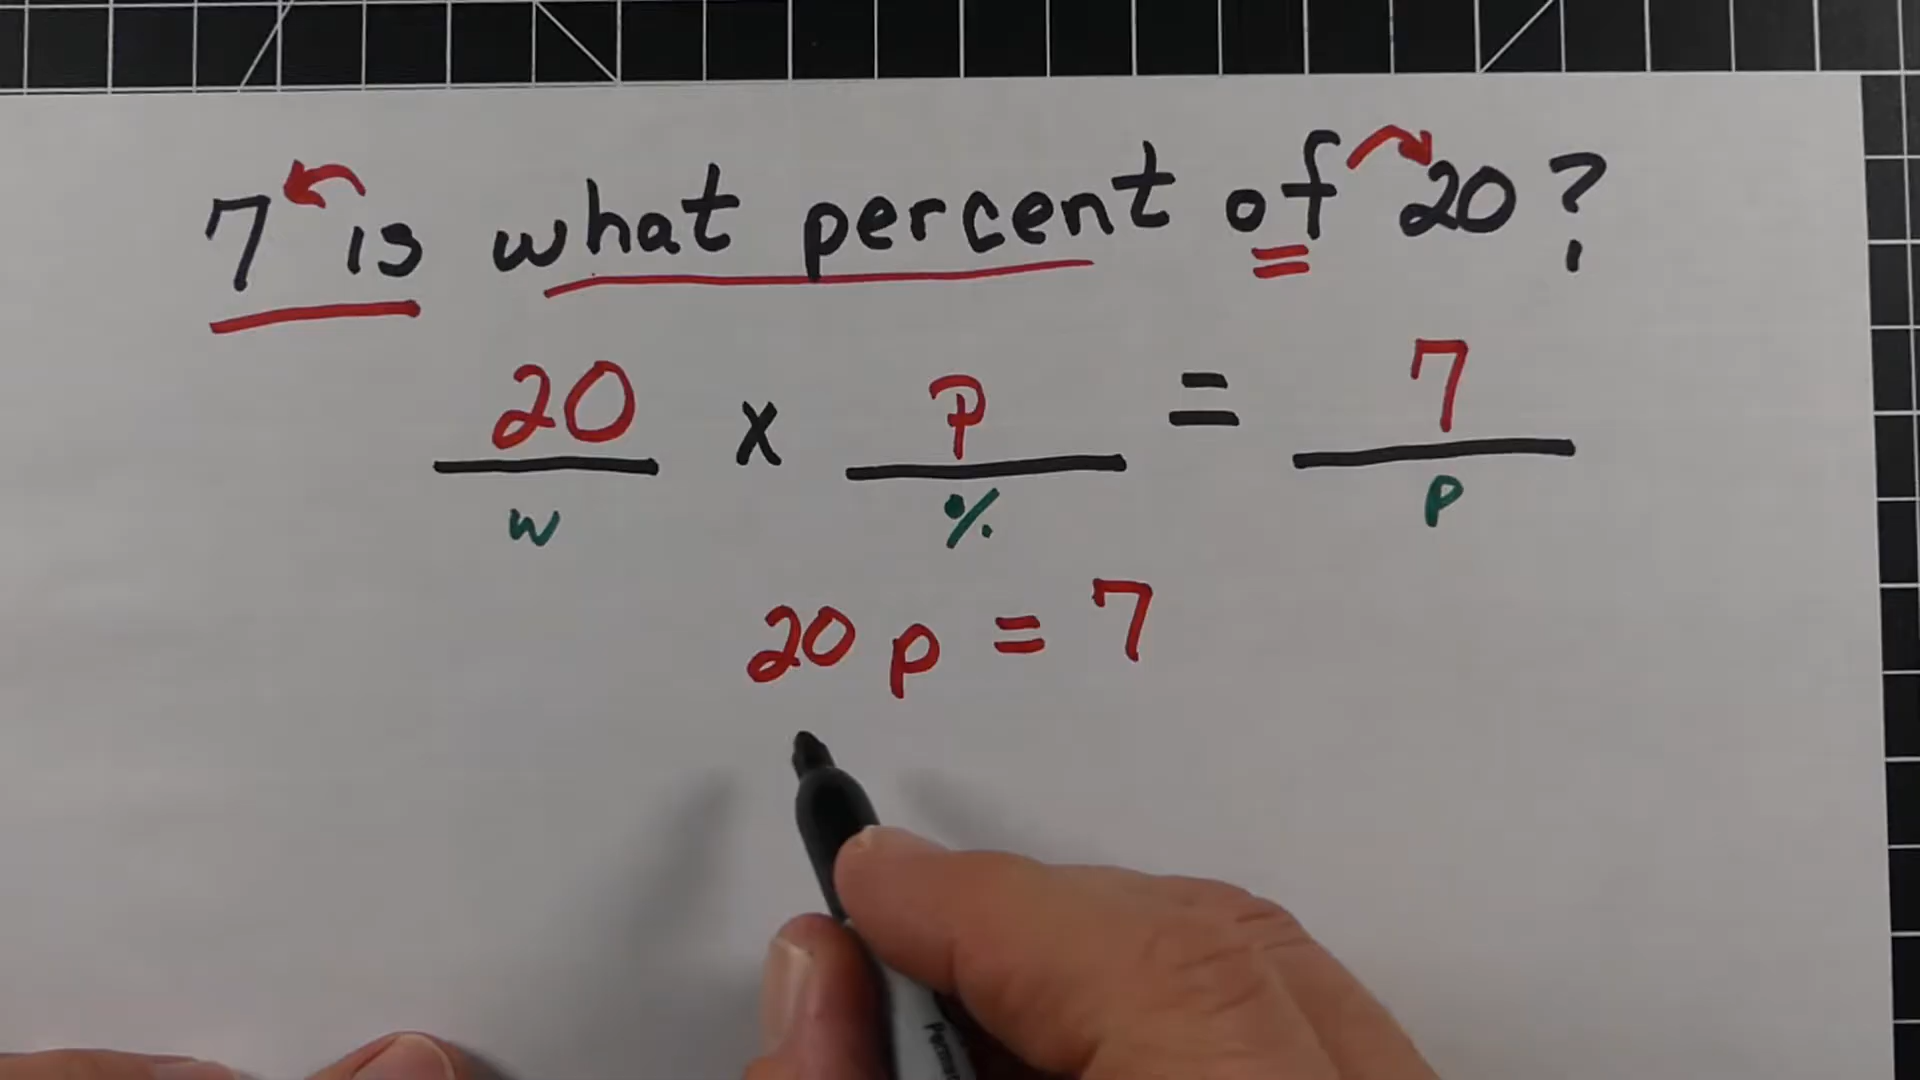 7 is what percent of 20?
20 x P = 7
w % P
20 p = 7